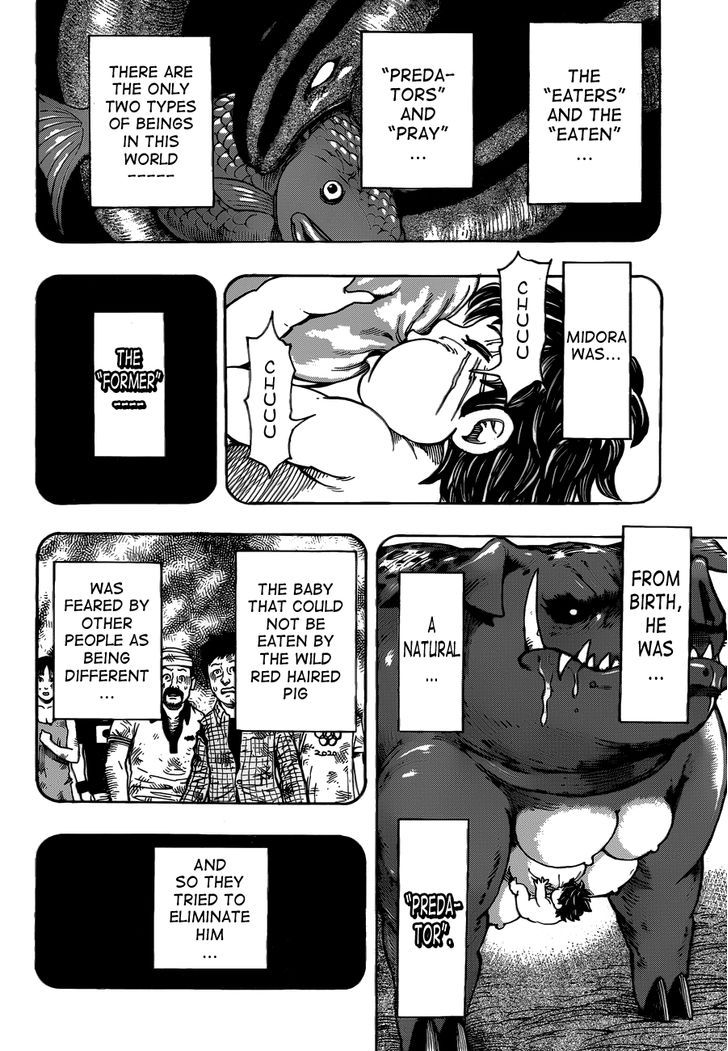 THE
"EATERS"
AND THE
"EATEN"
...
"PREDA-
TORS"
AND
"PRAY"
...
THERE ARE
THE ONLY
TWO TYPES
OF BEINGS
IN THIS
WORLD
-----
MIDORA
WAS...
CHUUU
CHUUU
THE
"FORMER"
----
FROM
BIRTH,
HE
WAS
...
A
NATURAL
...
"PREDA-
TOR".
THE BABY
THAT COULD
NOT BE
EATEN BY
THE WILD
RED HAIRED
PIG
WAS
FEARED BY
OTHER
PEOPLE AS
BEING
DIFFERENT
...
2020
AND
SO THEY
TRIED TO
ELIMINATE
HIM
...